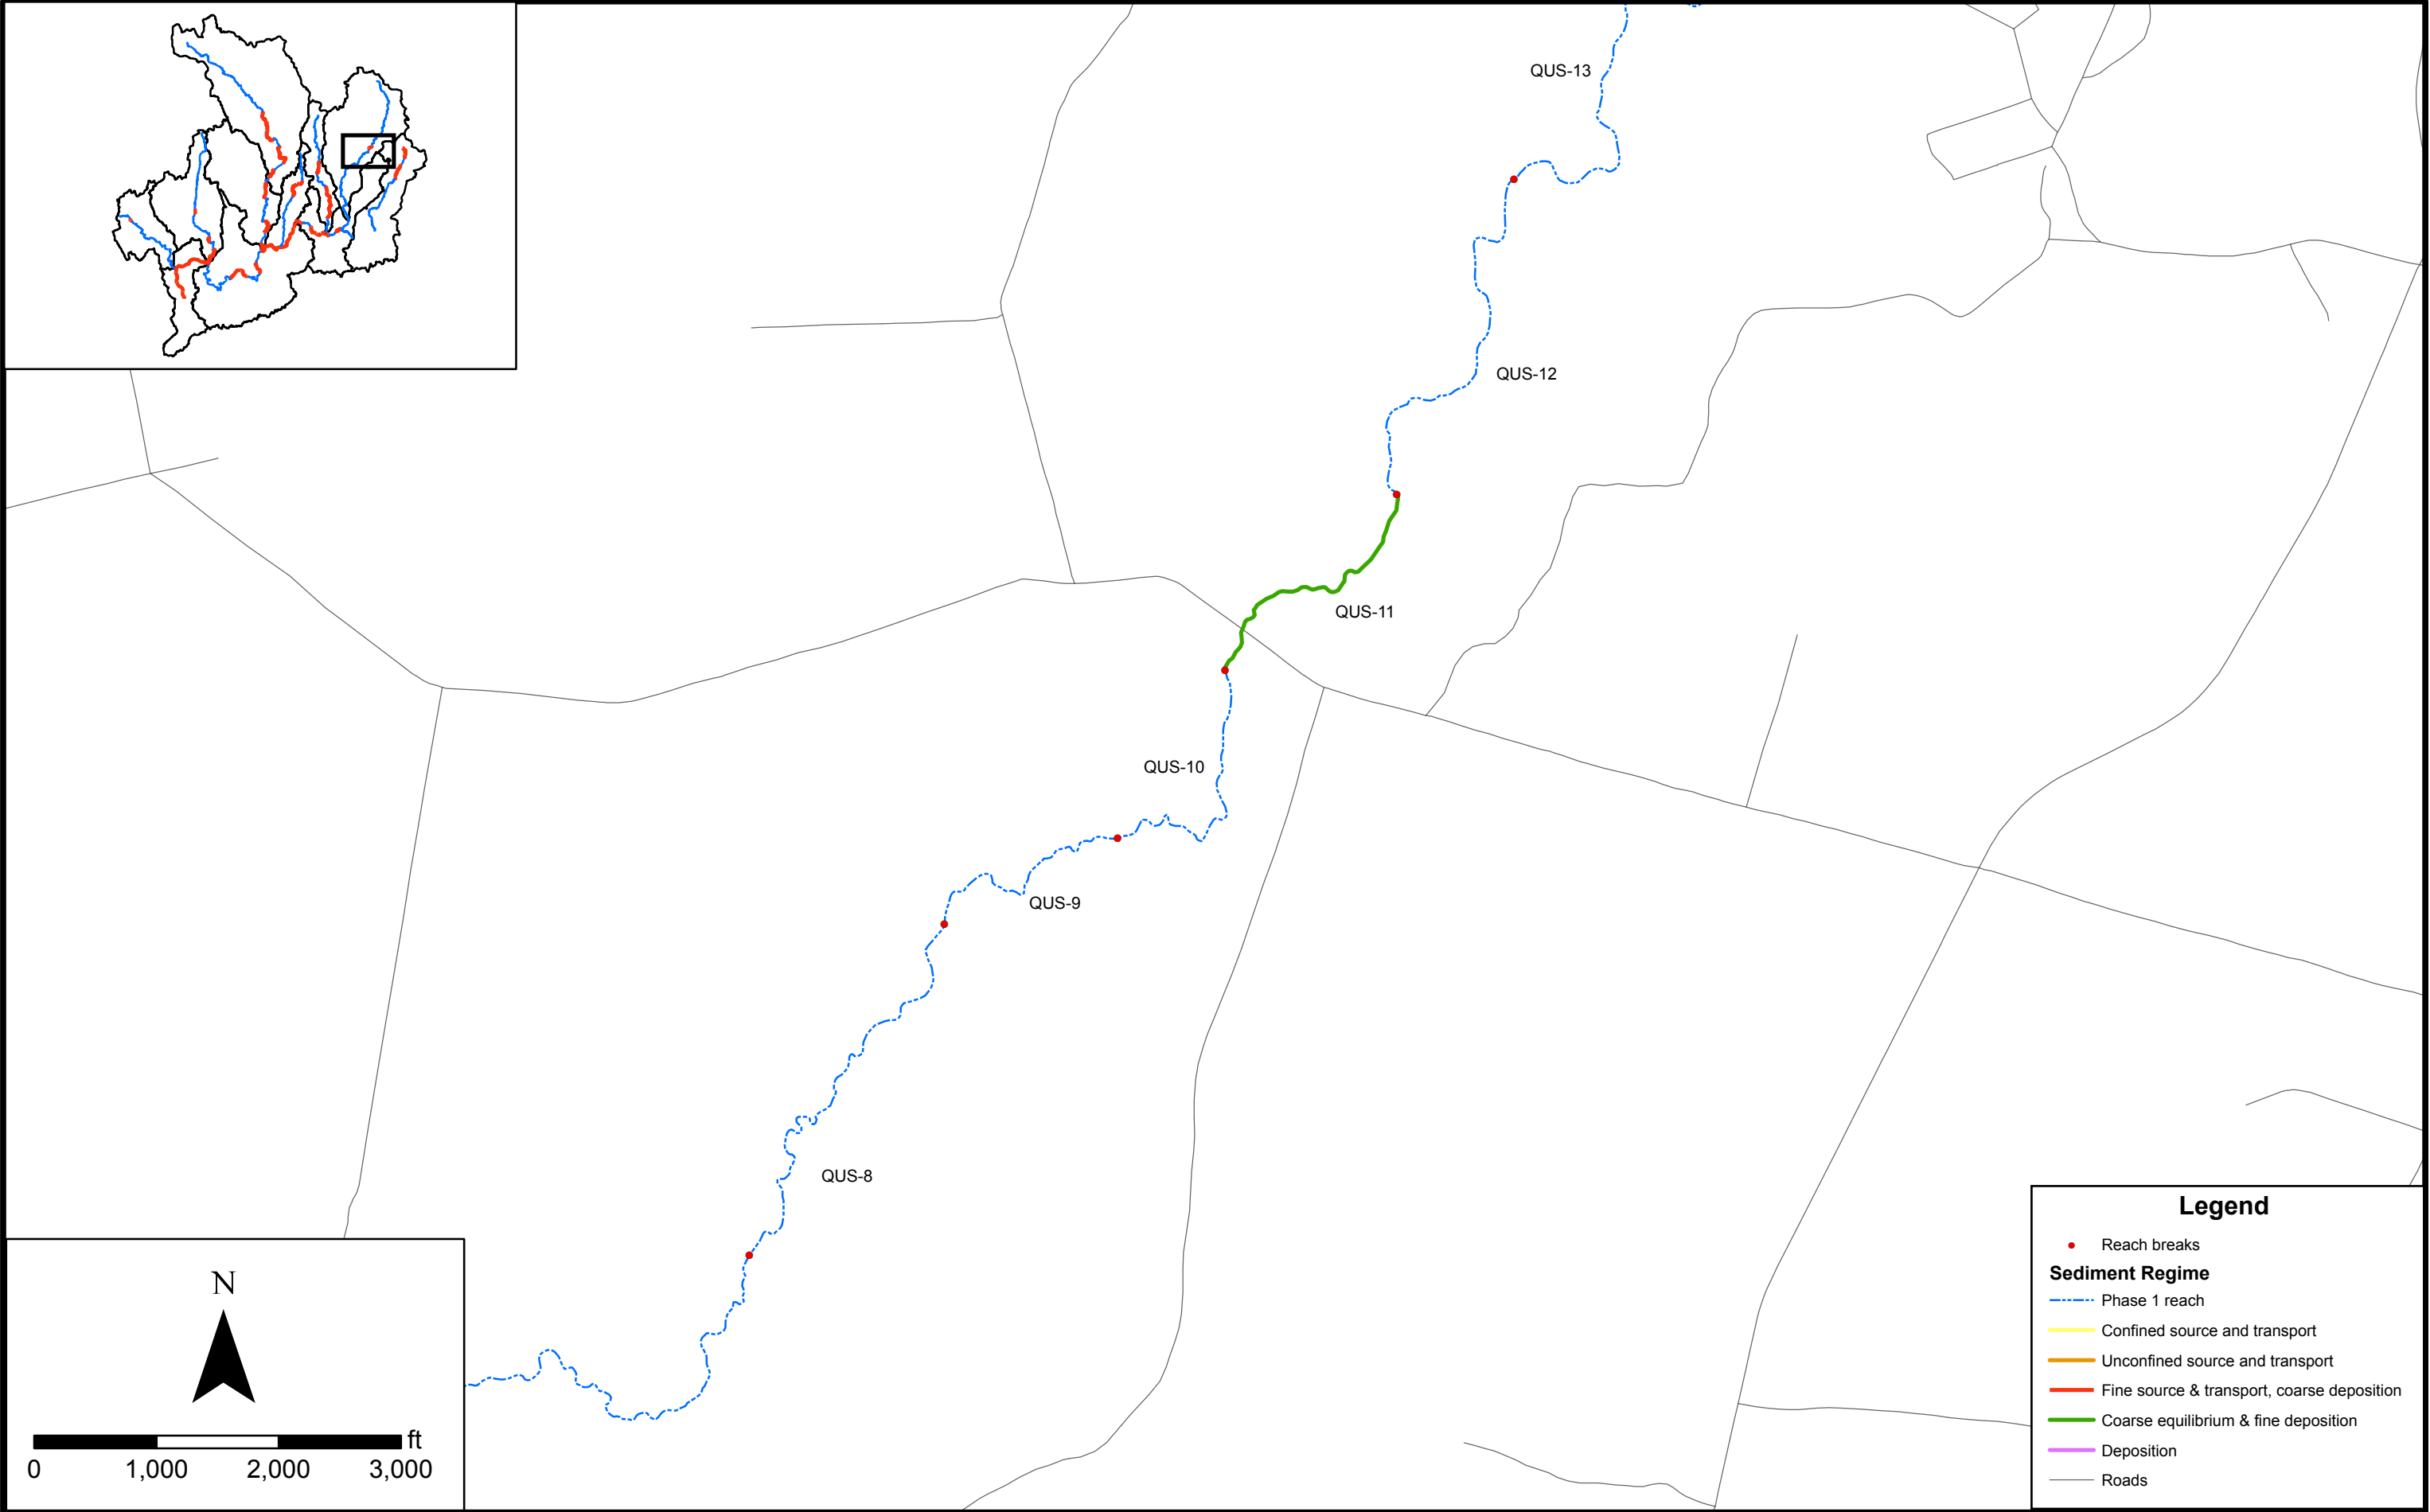 QUS-13
QUS-12
QUS-11
QUS-10
QUS-9
QUS-8
N
ft
0 1,000 2,000 3,000
Legend
Reach breaks
Sediment Regime
Phase 1 reach
Confined source and transport
Unconfined source and transport
Fine source & transport, coarse deposition
Coarse equilibrium & fine deposition
Deposition
Roads